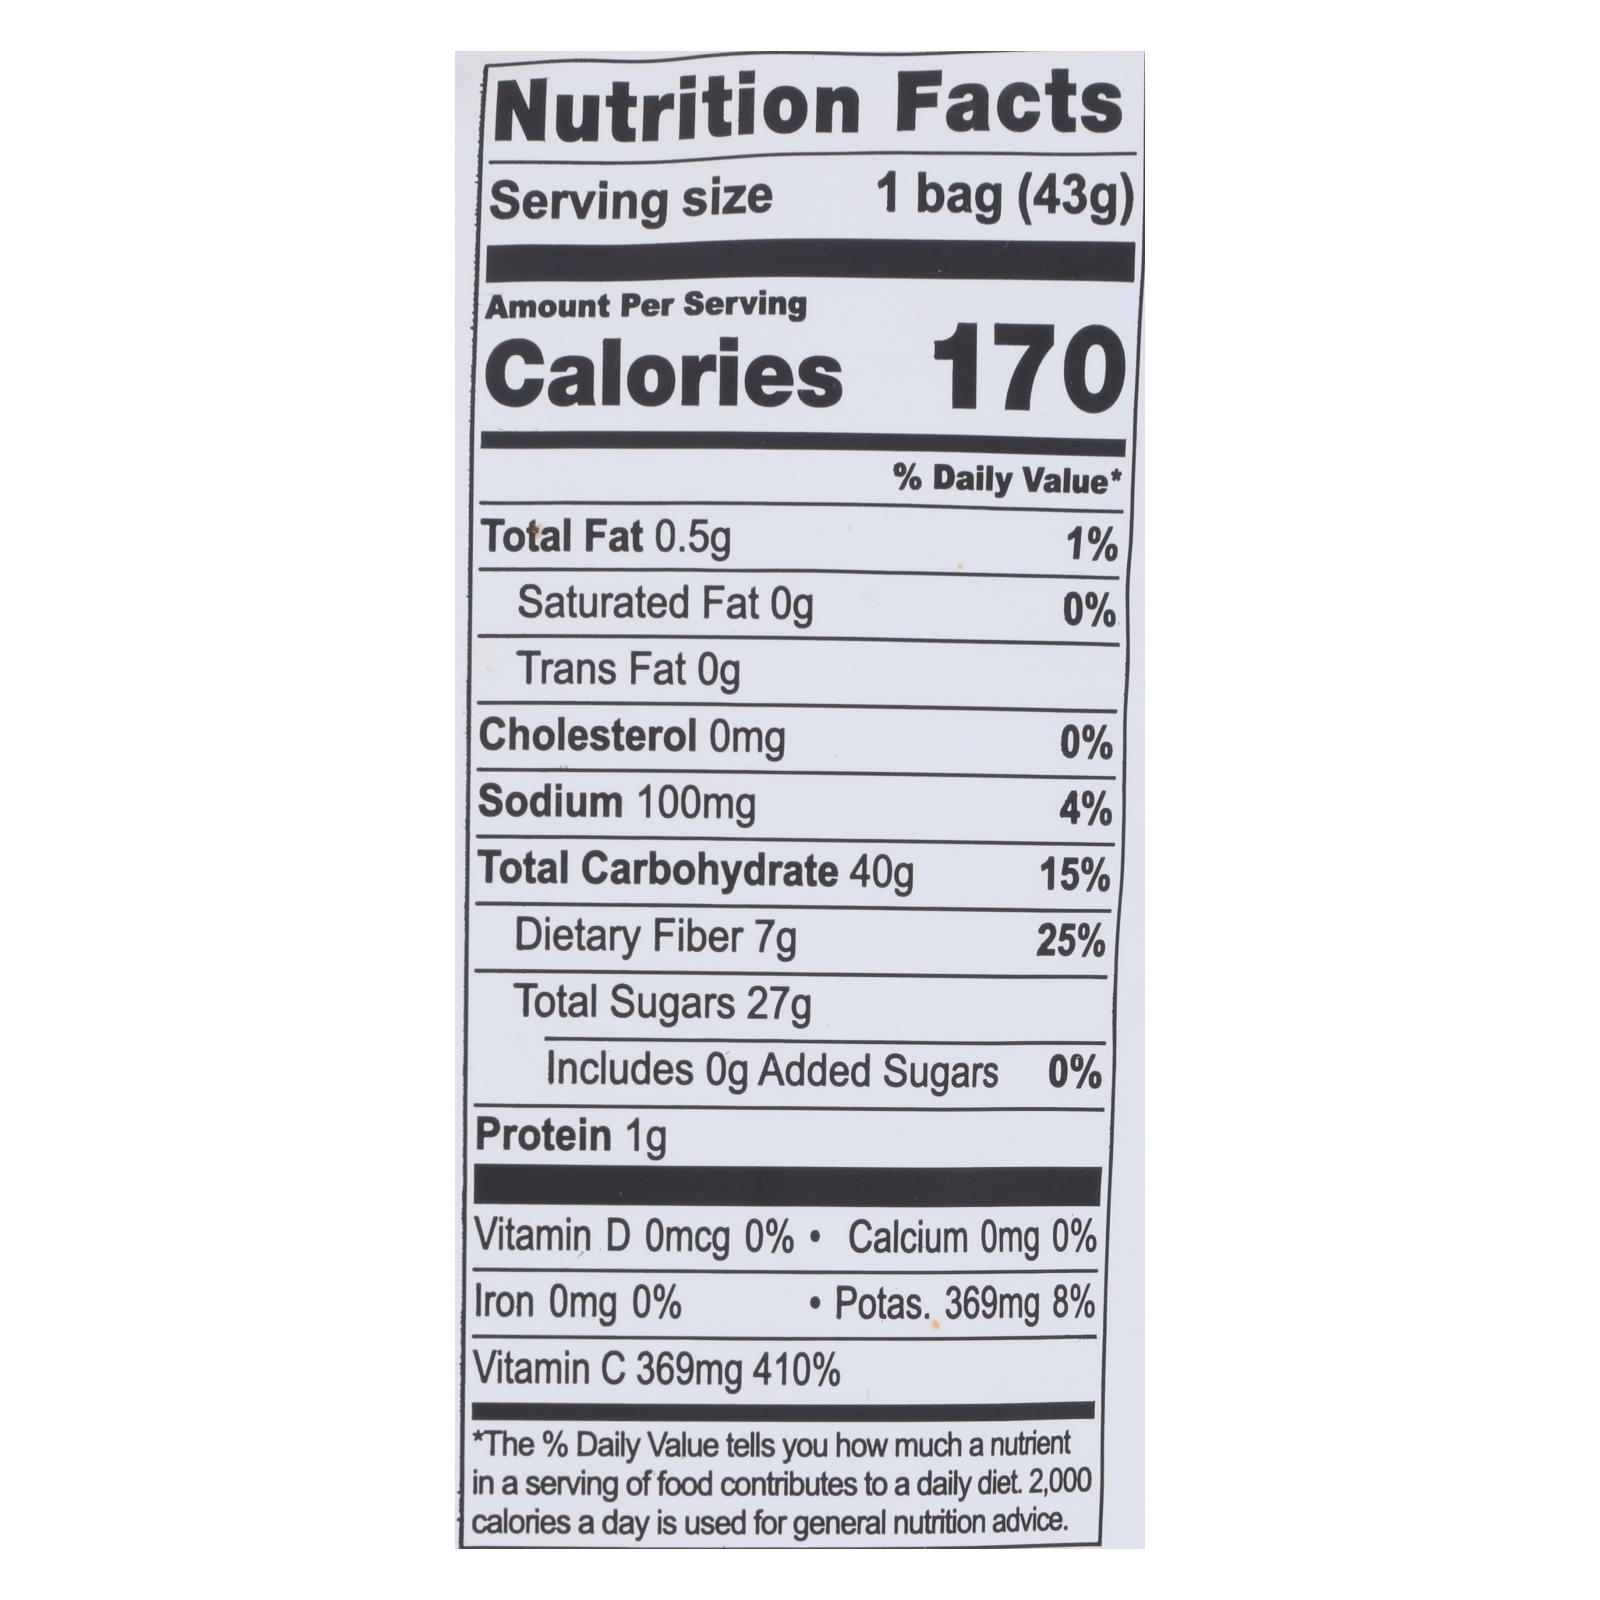 Nutrition Facts
Serving size 1 bag (43g)
Amount Per Serving
Calories 170
% Daily Value*
Total Fat 0.5g 1%
Saturated Fat 0g 0%
Trans Fat 0g
Cholesterol 0mg 0%
Sodium 100mg 4%
Total Carbohydrate 40g 15%
Dietary Fiber 7g 25%
Total Sugars 27g
Includes 0g Added Sugars 0%
Protein 1g
Vitamin D 0mcg 0% • Calcium 0mg 0%
Iron 0mg 0% • Potas. 369mg 8%
Vitamin C 369mg 410%
*The % Daily Value tells you how much a nutrient
in a serving of food contributes to a daily diet. 2,000
calories a day is used for general nutrition advice.